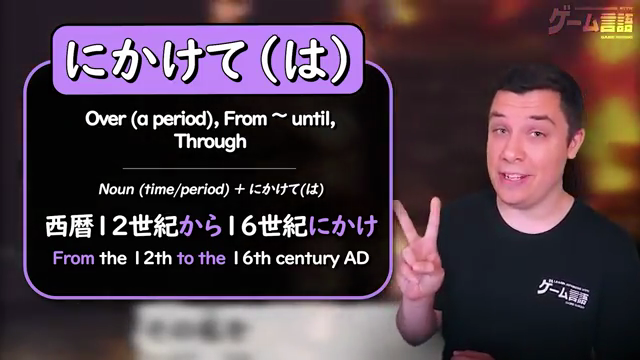 にかけて(は)
Over (a period), From ~ until,
Through
Noun (time/period) + にかけて(は)
西暦12世紀から16世紀にかけ
From the 12th to the 16th century AD
ゲーム言語
ゲーム言語